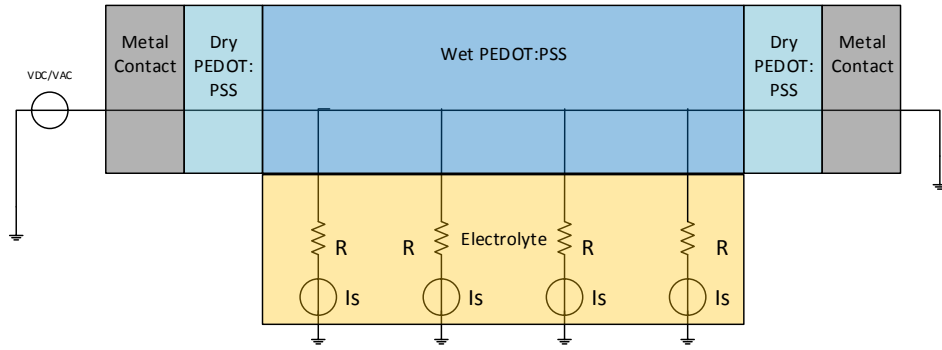 Metal
Contact
Dry
PEDOT:
PSS
Wet PEDOT:PSS
Dry
PEDOT:
PSS
Metal
Contact
VDC/VAC
Electrolyte
R
R
R
R
Is
Is
Is
Is